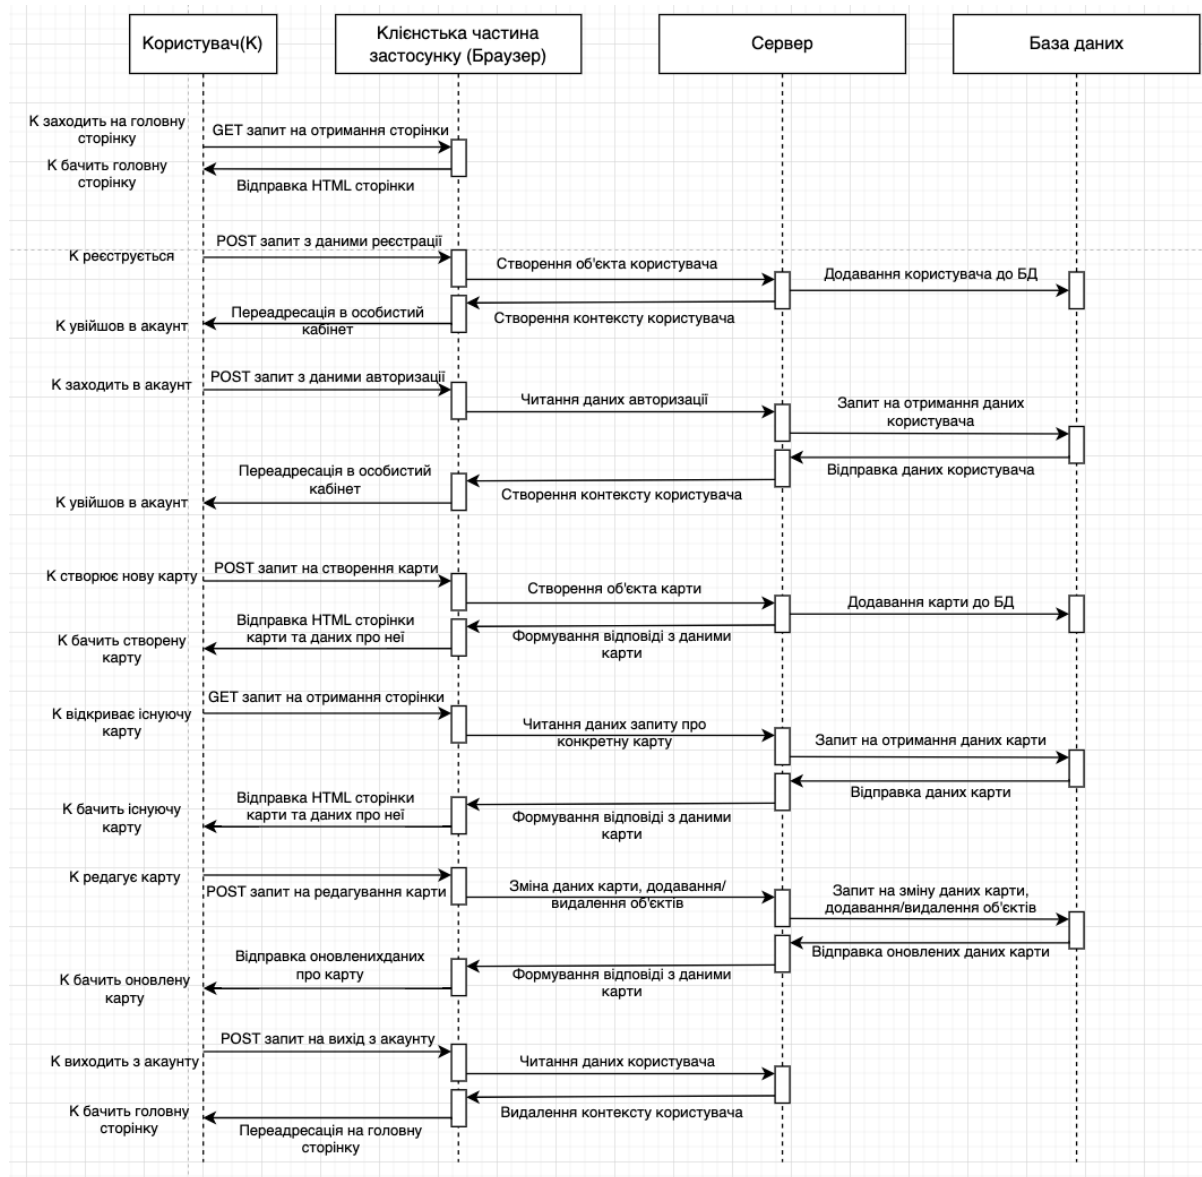 Користувач(К)
Клієнстька частина
застосунку (Браузер)
Сервер
База даних
К заходить на головну
сторінку
GET запит на отримання сторінки
К бачить головну
сторінку
Відправка HTML сторінки
К реєструється
POST запит з даними реєстрації
Створення об'єкта користувача
Додавання користувача до БД
Створення контексту користувача
Переадресація в особистий
кабінет
К увійшов в акаунт
К заходить в акаунт
POST запит з даними авторизації
Читання даних авторизації
Запит на отримання даних
користувача
Відправка даних користувача
Створення контексту користувача
Переадресація в особистий
кабінет
К увійшов в акаунт
К створює нову карту
POST запит на створення карти
Створення об'єкта карти
Додавання карти до БД
Формування відповіді з даними
карти
Відправка HTML сторінки
карти та даних про неї
К бачить створену
карту
GET запит на отримання сторінки
К відкриває існуючу
карту
Читання даних запиту про
конкретну карту
Запит на отримання даних карти
Відправка даних карти
Формування відповіді з даними
карти
Відправка HTML сторінки
карти та даних про неї
К бачить існуючу
карту
К редагує карту
POST запит на редагування карти
Зміна даних карти, додавання/
видалення об'єктів
Запит на зміну даних карти,
додавання/видалення об'єктів
Відправка оновлених даних карти
Формування відповіді з даними
карти
Відправка оновленихданих
про карту
К бачить оновлену
карту
POST запит на вихід з акаунту
К виходить з акаунту
Читання даних користувача
Видалення контексту користувача
К бачить головну
сторінку
Переадресація на головну
сторінку